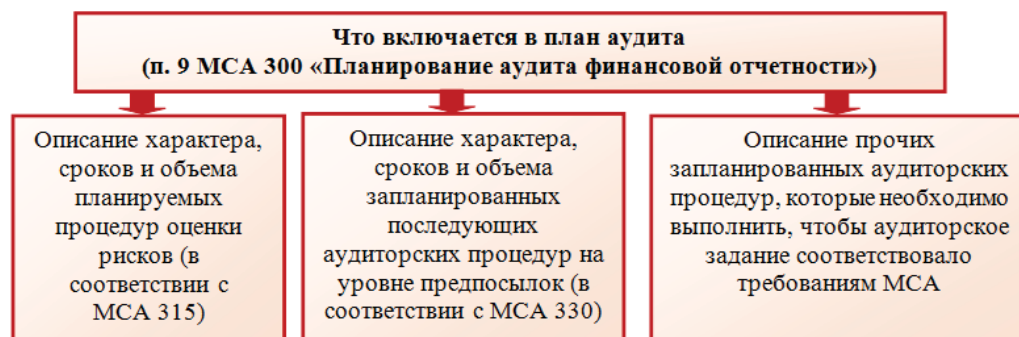 Что включается в план аудита
(п. 9 МСА 300 «Планирование аудита финансовой отчетности»)
Описание характера,
сроков и объема
планируемых
процедур оценки
рисков (в
соответствии с
МСА 315)
Описание характера,
сроков и объема
запланированных
последующих
аудиторских процедур на
уровне предпосылок (в
соответствии с МСА 330)
Описание прочих
запланированных аудиторских
процедур, которые необходимо
выполнить, чтобы аудиторское
задание соответствовало
требованиям МСА